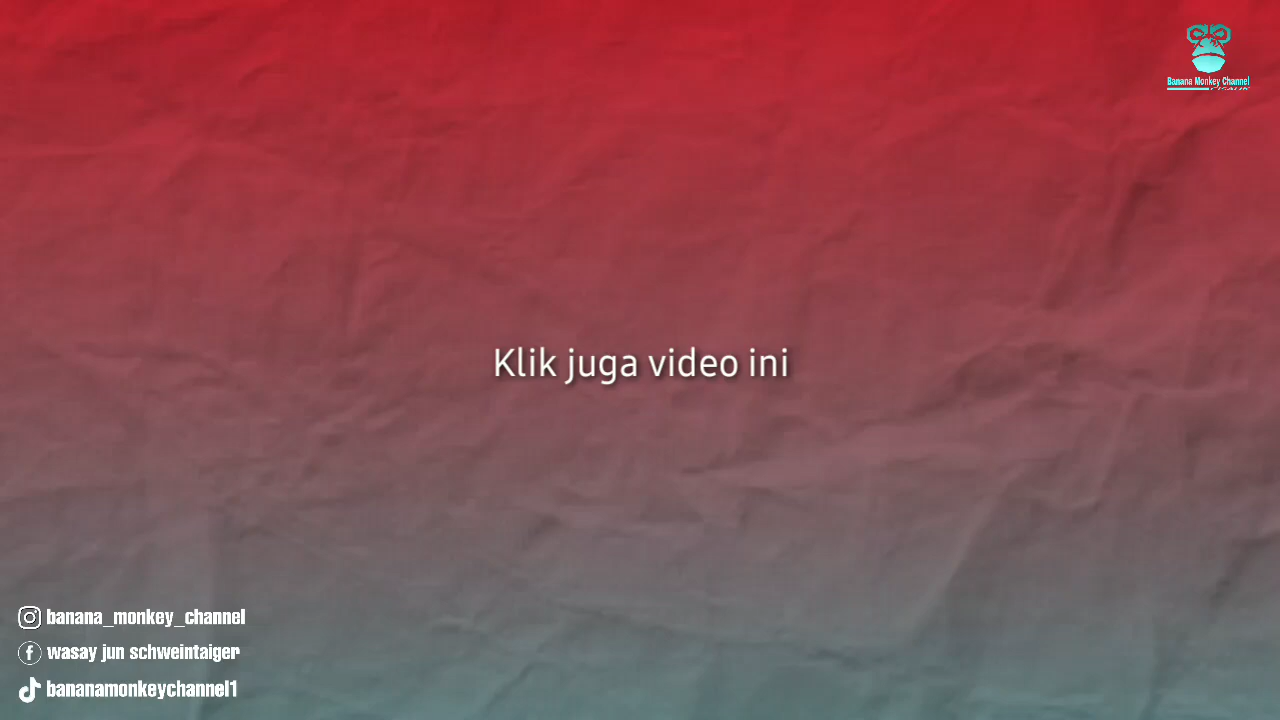 Banana Monkey Channel
Klik juga video ini
banana_monkey_channel
wasay jun schweintaiger
bananamonkeychannel1